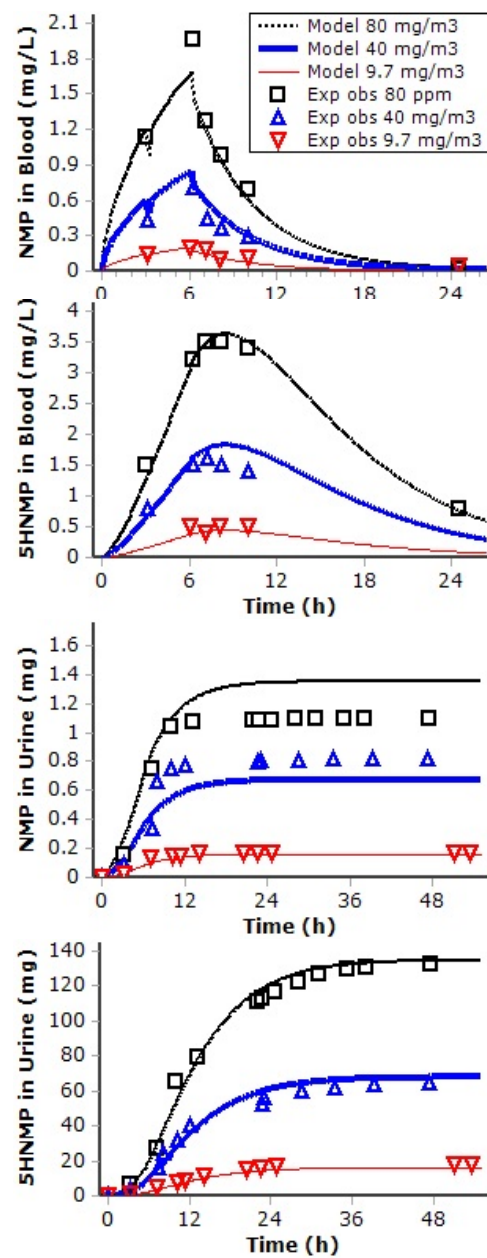 2.1
1.8
1.5
1.2
0.9
0.6
0.3
0
NMP in Blood (mg/L)
Model 80 mg/m3
Model 40 mg/m3
Model 9.7 mg/m3
Exp obs 80 ppm
Exp obs 40 mg/m3
Exp obs 9.7 mg/m3
0 6 12 18 24
4
3.5
3
2.5
2
1.5
1
0.5
0
5HNMP in Blood (mg/L)
0 6 12 18 24
Time (h)
1.6
1.4
1.2
1
0.8
0.6
0.4
0.2
0
NMP in Urine (mg)
0 12 24 36 48
Time (h)
140
120
100
80
60
40
20
0
5HNMP in Urine (mg)
0 12 24 36 48
Time (h)